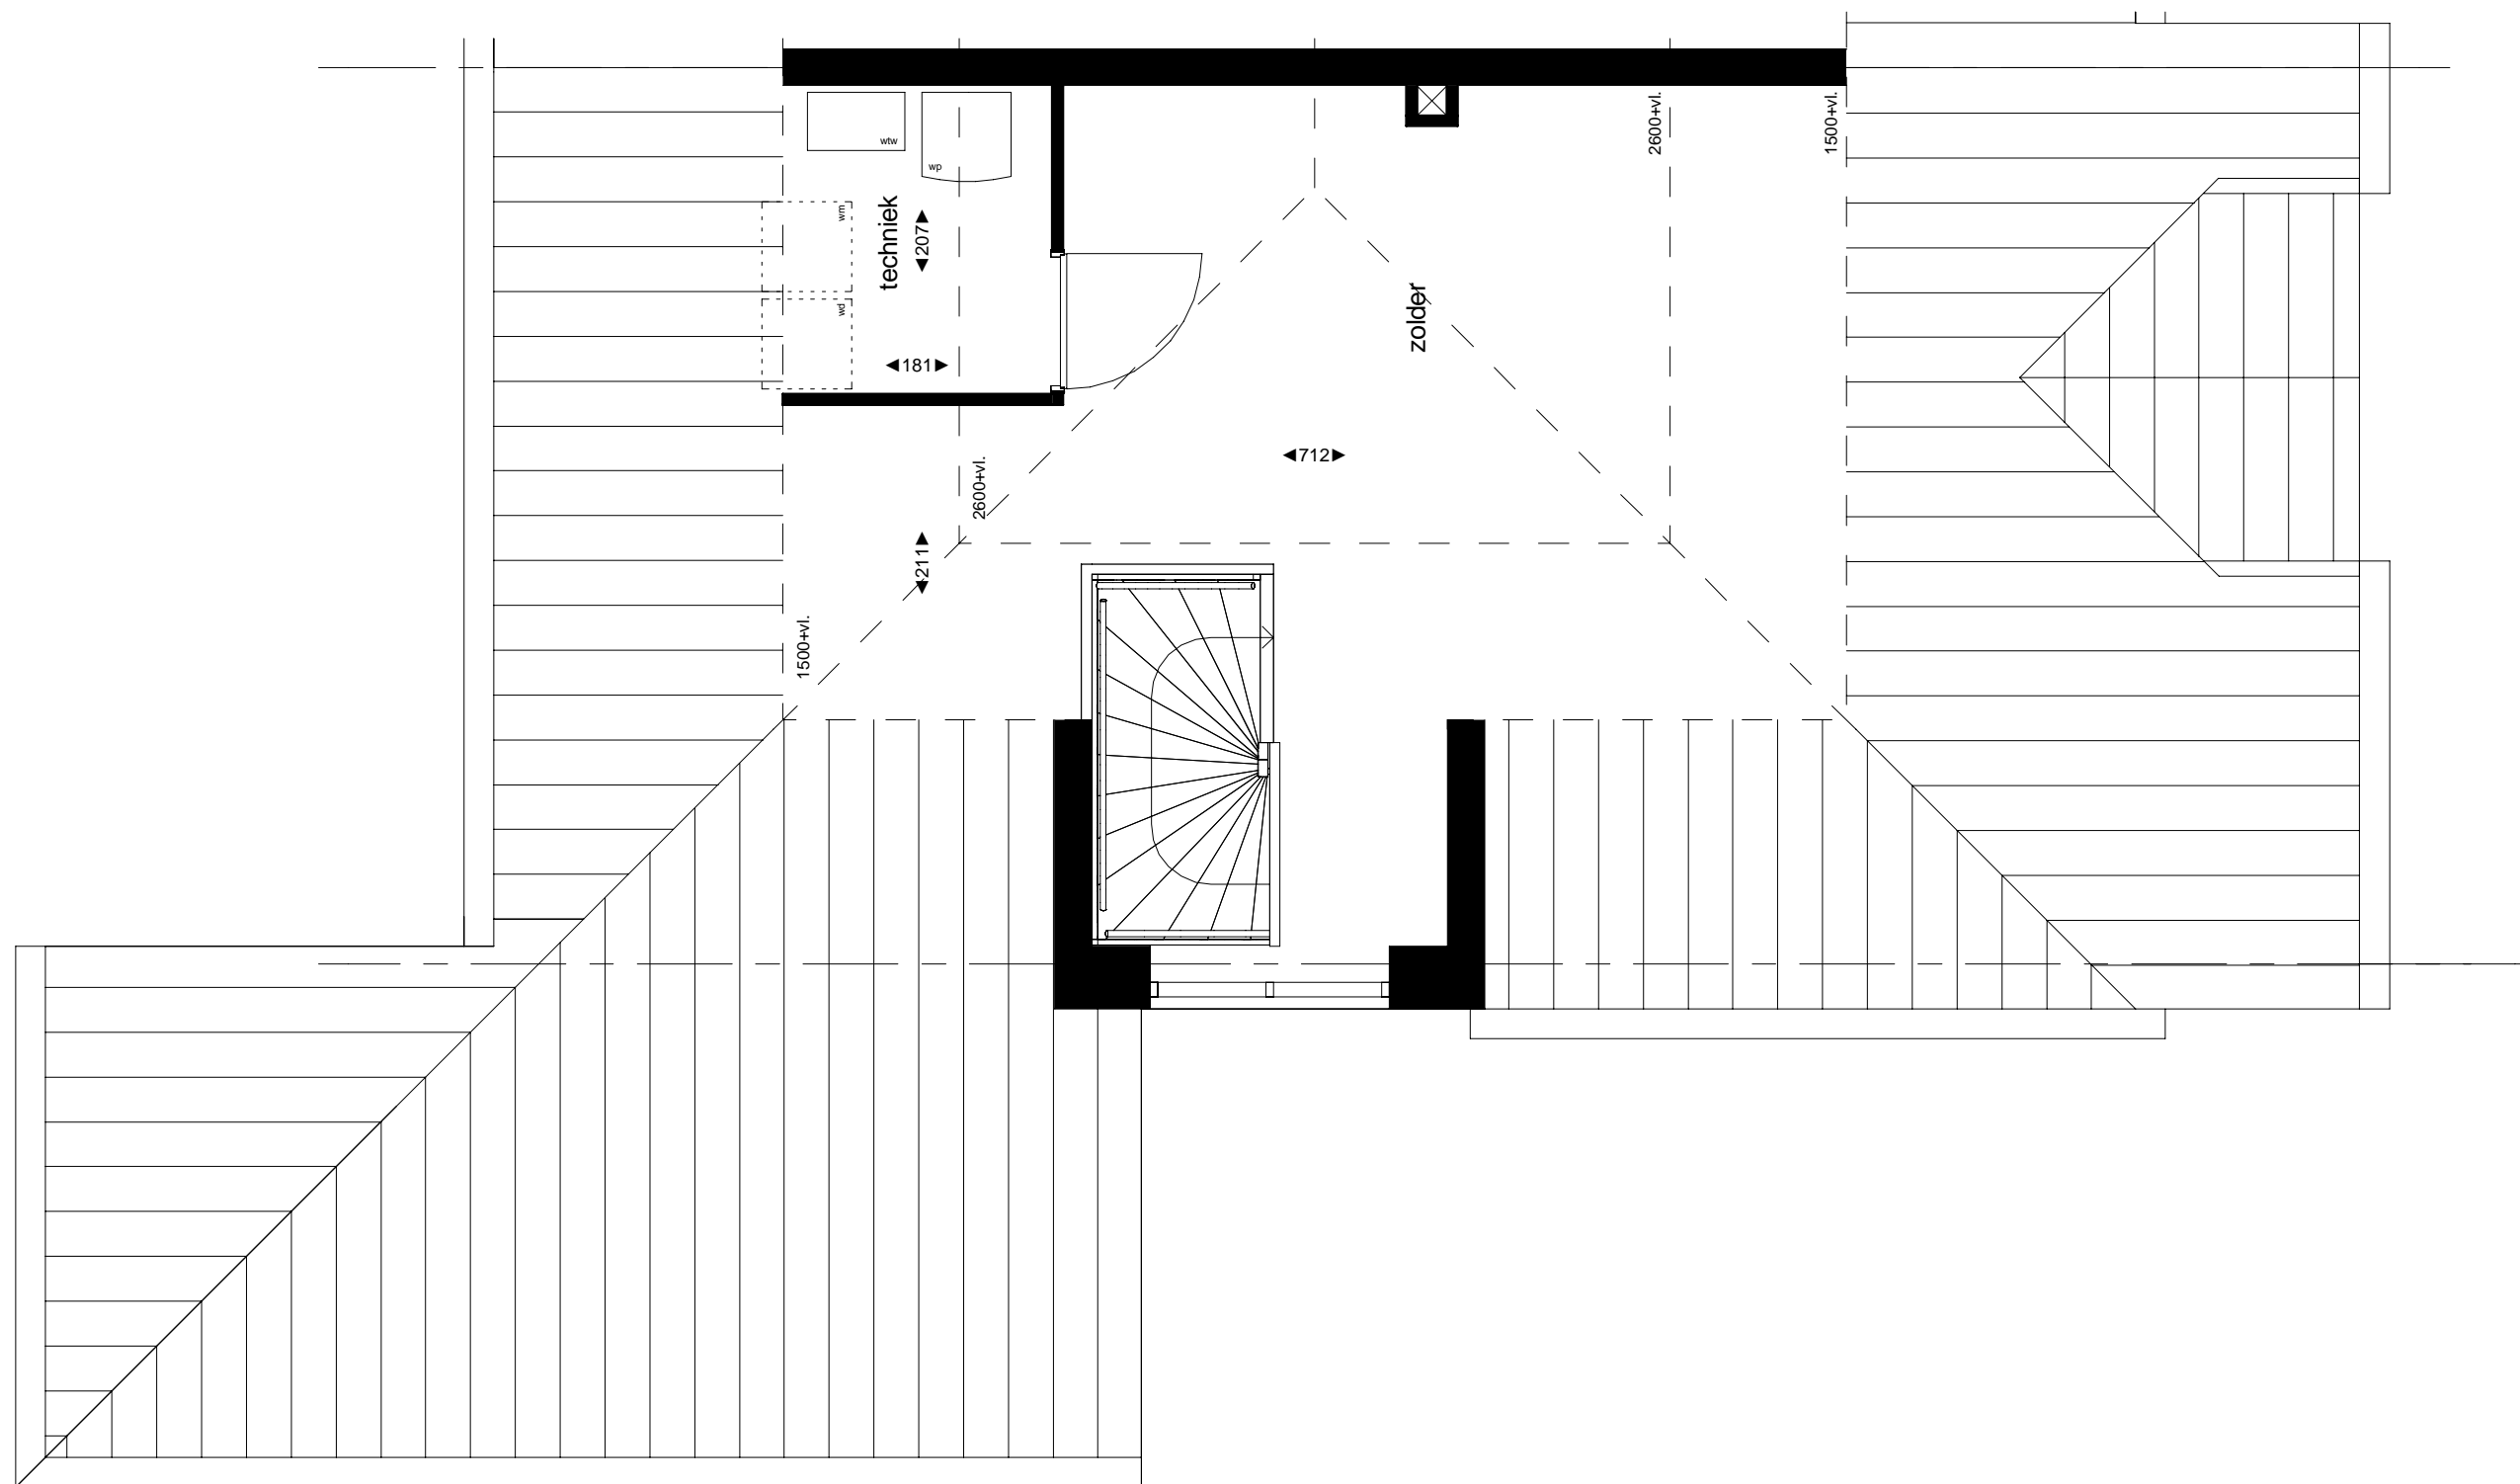 wtw
wp
2600+vl.
1500+vl.
wm
techniek
◄207►
wd
zolder
◄181►
◄712►
2600+vl.
◄211►
1500+vl.